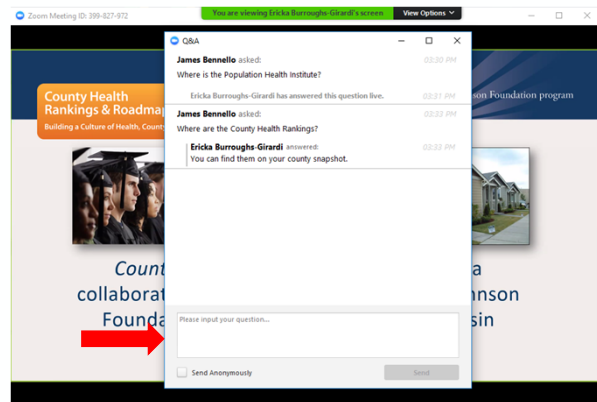 Zoom Meeting ID: 399-827-972
You are viewing Ericka Burroughs-Girardi's screen
View Options
Q&A
James Bennello asked:
03:30 PM
Where is the Population Health Institute?
Ericka Burroughs-Girardi has answered this question live.
03:31 PM
James Bennello asked:
03:33 PM
Where are the County Health Rankings?
Ericka Burroughs-Girardi answered:
03:33 PM
You can find them on your county snapshot.
Please input your question...
Send Anonymously
Send
County Health
Rankings & Roadma
Building a Culture of Health, Count
son Foundation program
Count
a
collaborat
nson
Founda
sin